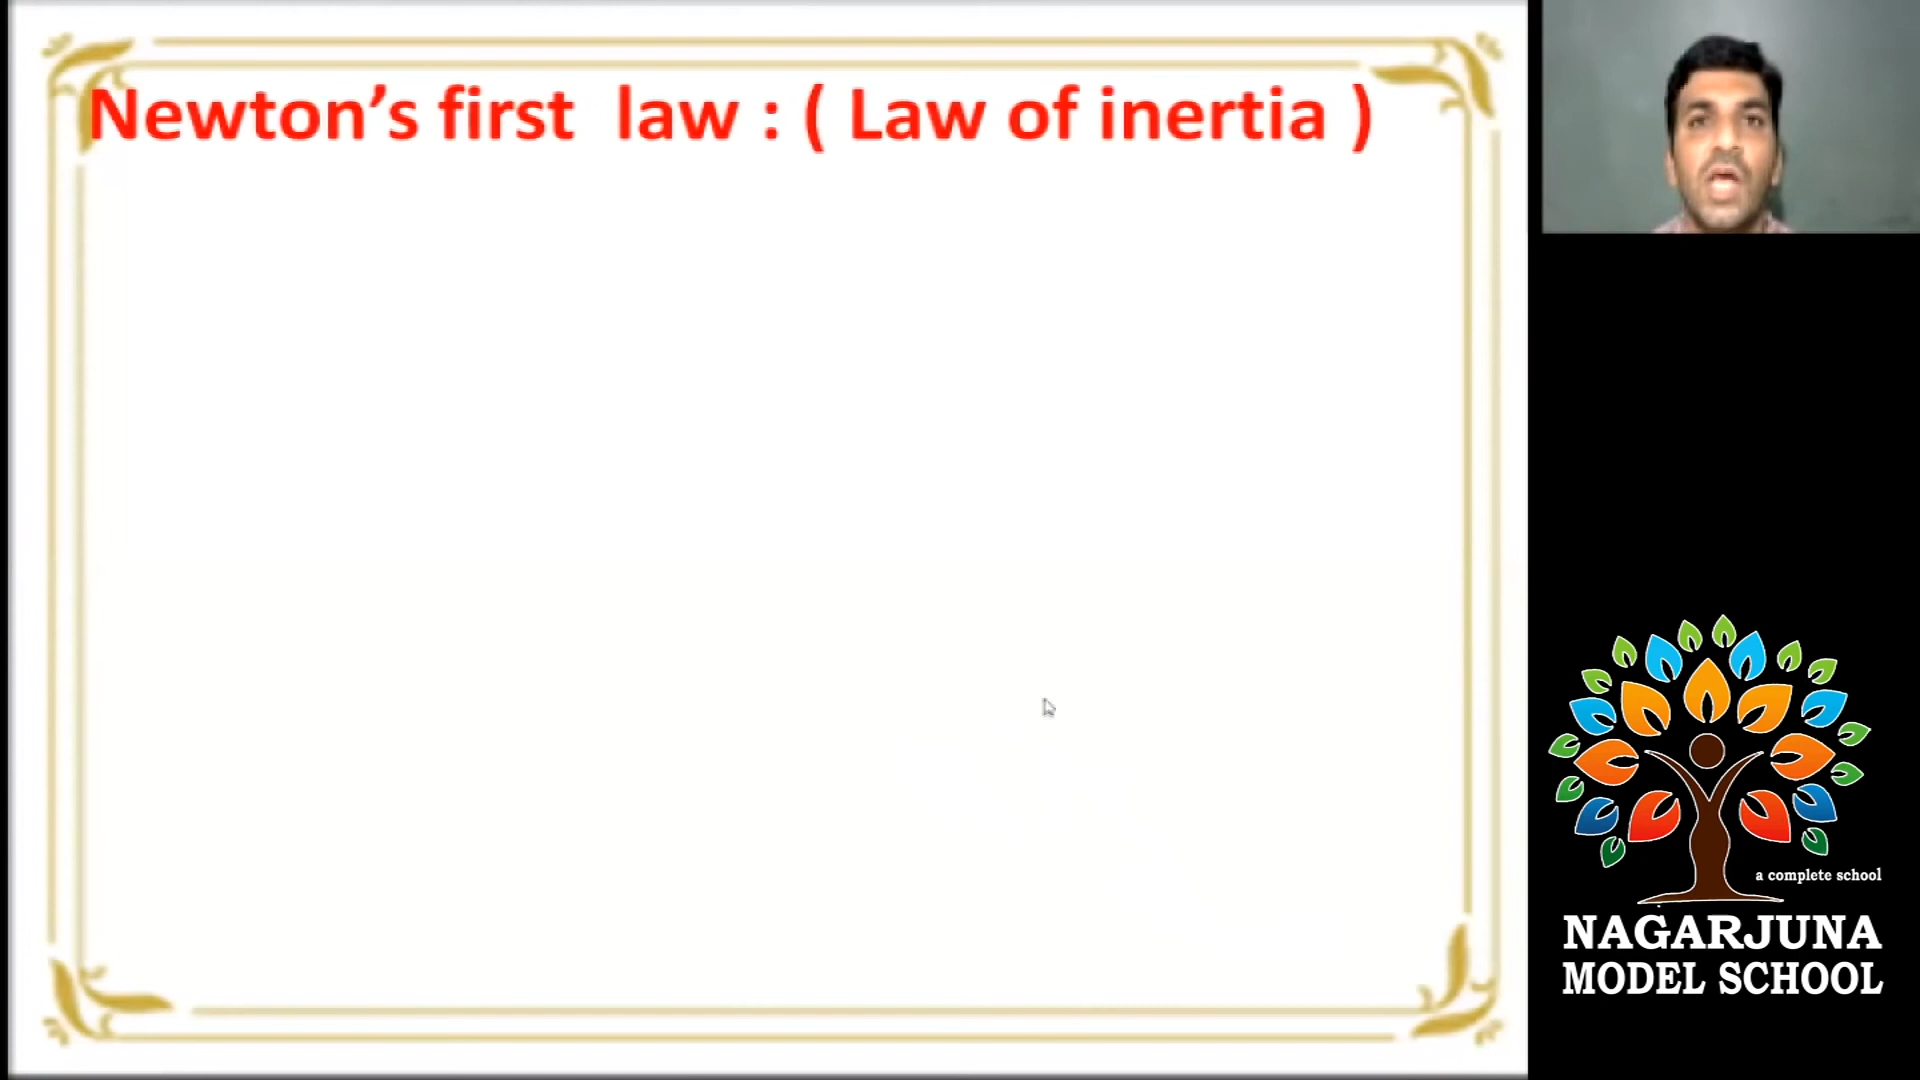 Newton’s first law : ( Law of inertia )
a complete school
NAGARJUNA
MODEL SCHOOL